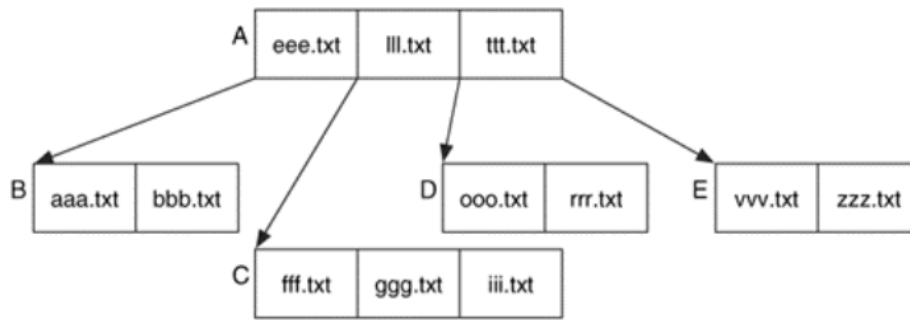 A eee.txt lll.txt ttt.txt
B aaa.txt bbb.txt D ooo.txt rrr.txt E vvv.txt zzz.txt
C fff.txt ggg.txt iii.txt